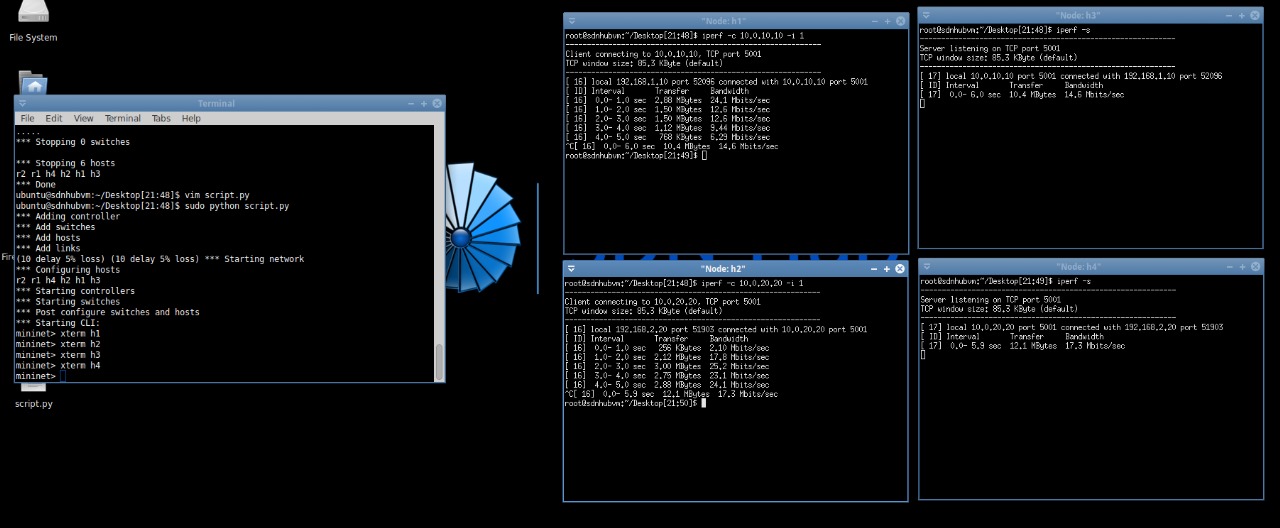 File System
Terminal
File Edit View Terminal Tabs Help
.....
*** Stopping 0 switches
*** Stopping 6 hosts
r2 r1 h4 h2 h1 h3
*** Done
ubuntu@sdnhubvm:~/Desktop[21:48]$ vim script.py
ubuntu@sdnhubvm:~/Desktop[21:48]$ sudo python script.py
*** Adding controller
*** Add switches
*** Add hosts
*** Add links
(10 delay 5% loss) (10 delay 5% loss) *** Starting network
*** Configuring hosts
r2 r1 h4 h2 h1 h3
*** Starting controllers
*** Starting switches
*** Post configure switches and hosts
*** Starting CLI:
mininet> xterm h1
mininet> xterm h2
mininet> xterm h3
mininet> xterm h4
mininet>
script.py
"Node: h1"
root@sdnhubvm:~/Desktop[21:48]$ iperf -c 10.0.10.10 -i 1
------------------------------------------------------------
Client connecting to 10.0.10.10, TCP port 5001
TCP window size: 85.3 KByte (default)
------------------------------------------------------------
[ 16] local 192.168.1.10 port 52096 connected with 10.0.10.10 port 5001
[ ID] Interval Transfer Bandwidth
[ 16] 0.0- 1.0 sec 2.88 MBytes 24.1 Mbits/sec
[ 16] 1.0- 2.0 sec 1.50 MBytes 12.6 Mbits/sec
[ 16] 2.0- 3.0 sec 1.50 MBytes 12.6 Mbits/sec
[ 16] 3.0- 4.0 sec 1.12 MBytes 9.44 Mbits/sec
[ 16] 4.0- 5.0 sec 768 KBytes 6.29 Mbits/sec
^C[ 16] 0.0- 6.0 sec 10.4 MBytes 14.6 Mbits/sec
root@sdnhubvm:~/Desktop[21:49]$
"Node: h3"
root@sdnhubvm:~/Desktop[21:48]$ iperf -s
------------------------------------------------------------
Server listening on TCP port 5001
TCP window size: 85.3 KByte (default)
------------------------------------------------------------
[ 17] local 10.0.10.10 port 5001 connected with 192.168.1.10 port 52096
[ ID] Interval Transfer Bandwidth
[ 17] 0.0- 6.0 sec 10.4 MBytes 14.6 Mbits/sec
"Node: h2"
root@sdnhubvm:~/Desktop[21:48]$ iperf -c 10.0.20.20 -i 1
------------------------------------------------------------
Client connecting to 10.0.20.20, TCP port 5001
TCP window size: 85.3 KByte (default)
------------------------------------------------------------
[ 16] local 192.168.2.20 port 51903 connected with 10.0.20.20 port 5001
[ ID] Interval Transfer Bandwidth
[ 16] 0.0- 1.0 sec 256 KBytes 2.10 Mbits/sec
[ 16] 1.0- 2.0 sec 2.12 MBytes 17.8 Mbits/sec
[ 16] 2.0- 3.0 sec 3.00 MBytes 25.2 Mbits/sec
[ 16] 3.0- 4.0 sec 2.75 MBytes 23.1 Mbits/sec
[ 16] 4.0- 5.0 sec 2.88 MBytes 24.1 Mbits/sec
^C[ 16] 0.0- 5.9 sec 12.1 MBytes 17.3 Mbits/sec
root@sdnhubvm:~/Desktop[21:50]$
"Node: h4"
root@sdnhubvm:~/Desktop[21:49]$ iperf -s
------------------------------------------------------------
Server listening on TCP port 5001
TCP window size: 85.3 KByte (default)
------------------------------------------------------------
[ 17] local 10.0.20.20 port 5001 connected with 192.168.2.20 port 51903
[ ID] Interval Transfer Bandwidth
[ 17] 0.0- 5.9 sec 12.1 MBytes 17.3 Mbits/sec